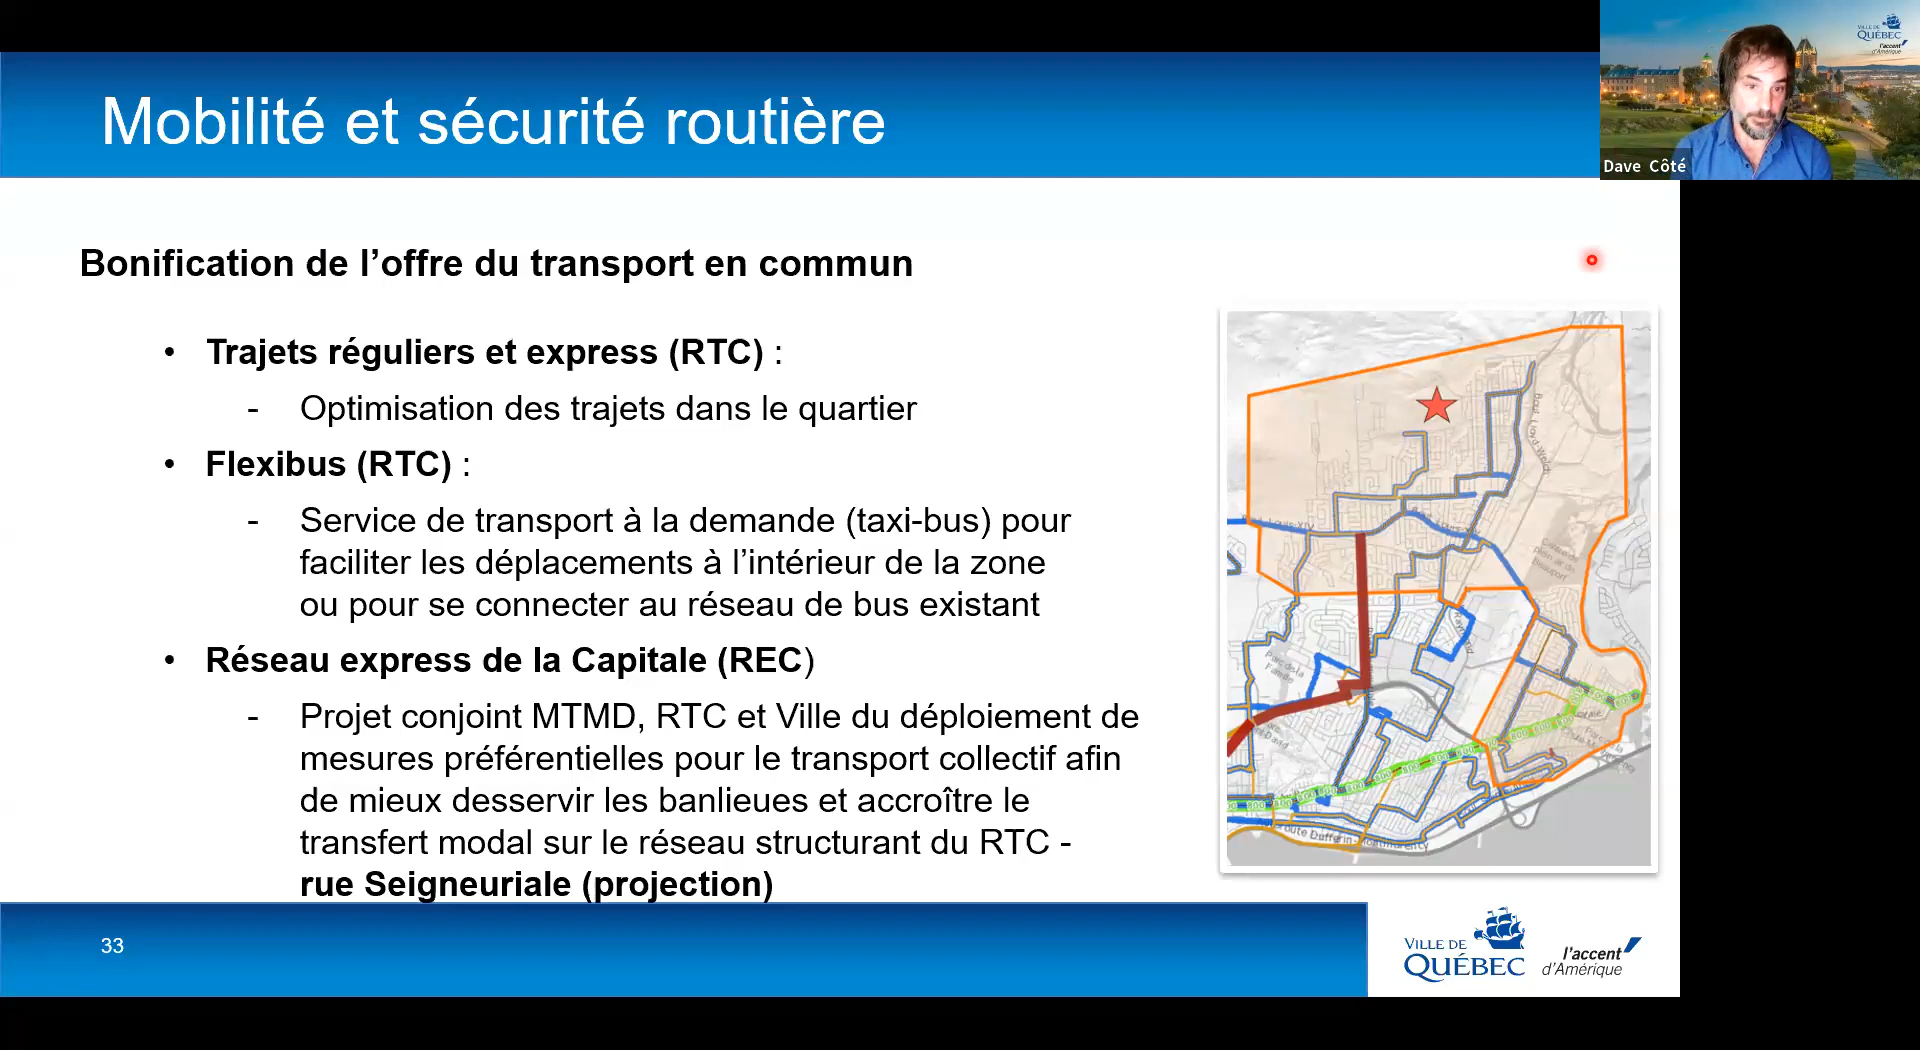 VILLE DE
QUÉBEC
l'accent
d'Amérique
Dave Côté
Mobilité et sécurité routière
Bonification de l’offre du transport en commun
• Trajets réguliers et express (RTC) :
- Optimisation des trajets dans le quartier
• Flexibus (RTC) :
- Service de transport à la demande (taxi-bus) pour
faciliter les déplacements à l’intérieur de la zone
ou pour se connecter au réseau de bus existant
• Réseau express de la Capitale (REC)
- Projet conjoint MTMD, RTC et Ville du déploiement de
mesures préférentielles pour le transport collectif afin
de mieux desservir les banlieues et accroître le
transfert modal sur le réseau structurant du RTC -
rue Seigneuriale (projection)
33
VILLE DE
QUÉBEC
l'accent
d'Amérique